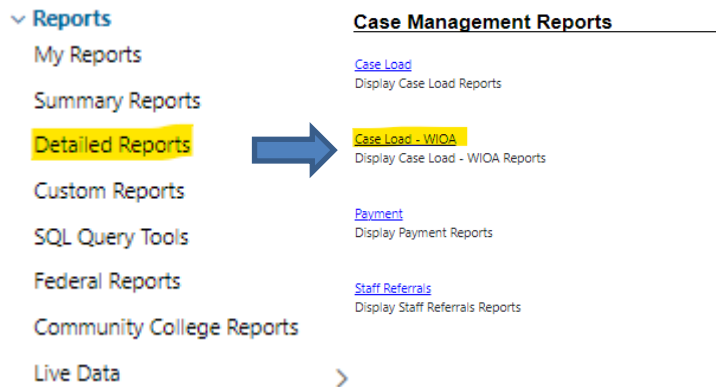 Reports
My Reports
Summary Reports
Detailed Reports
Custom Reports
SQL Query Tools
Federal Reports
Community College Reports
Live Data
Case Management Reports
Case Load
Display Case Load Reports
Case Load - WIOA
Display Case Load - WIOA Reports
Payment
Display Payment Reports
Staff Referrals
Display Staff Referrals Reports